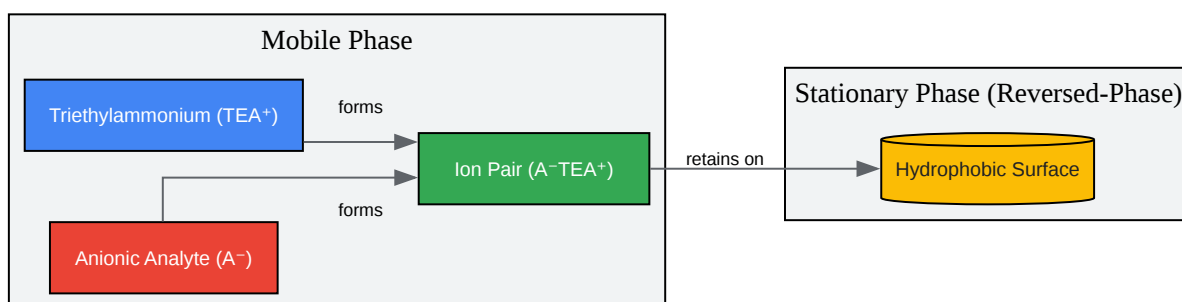 Mobile Phase
Triethylammonium (TEA⁺)
forms
Ion Pair (A⁻TEA⁺)
forms
Anionic Analyte (A⁻)
retains on
Stationary Phase (Reversed-Phase)
Hydrophobic Surface